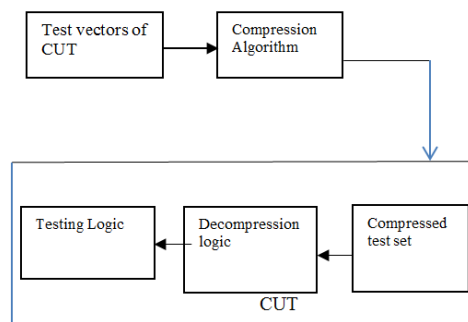 Test vectors of
CUT
Compression
Algorithm
Testing Logic
Decompression
logic
Compressed
test set
CUT